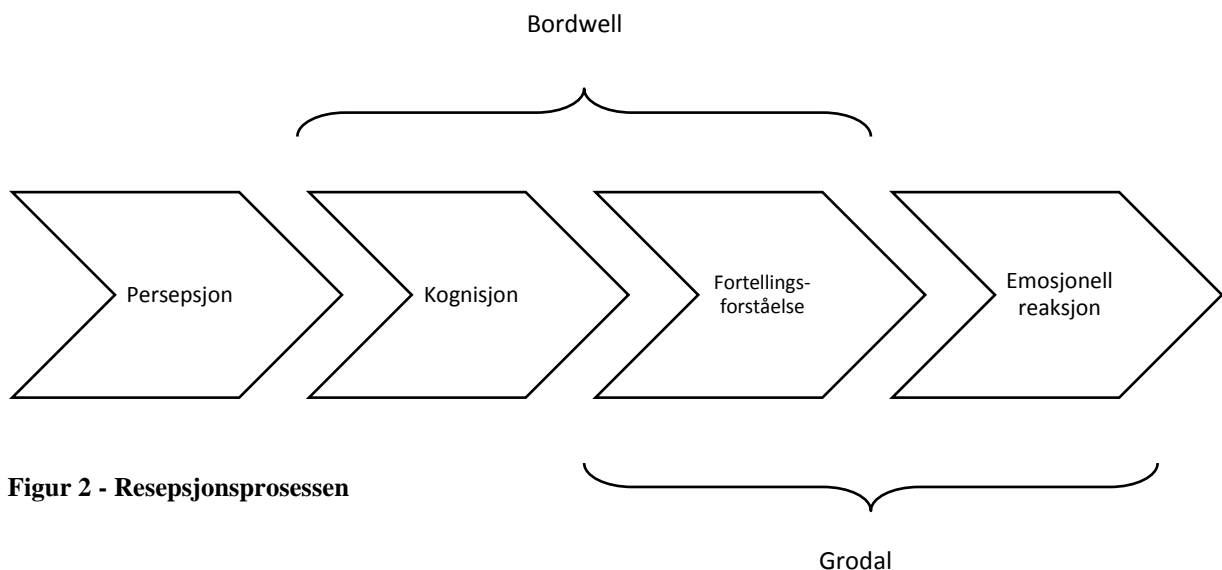 Bordwell
Persepsjon
Kognisjon
Fortellings-
forståelse
Emosjonell
reaksjon
Figur 2 - Resepsjonsprosessen
Grodal